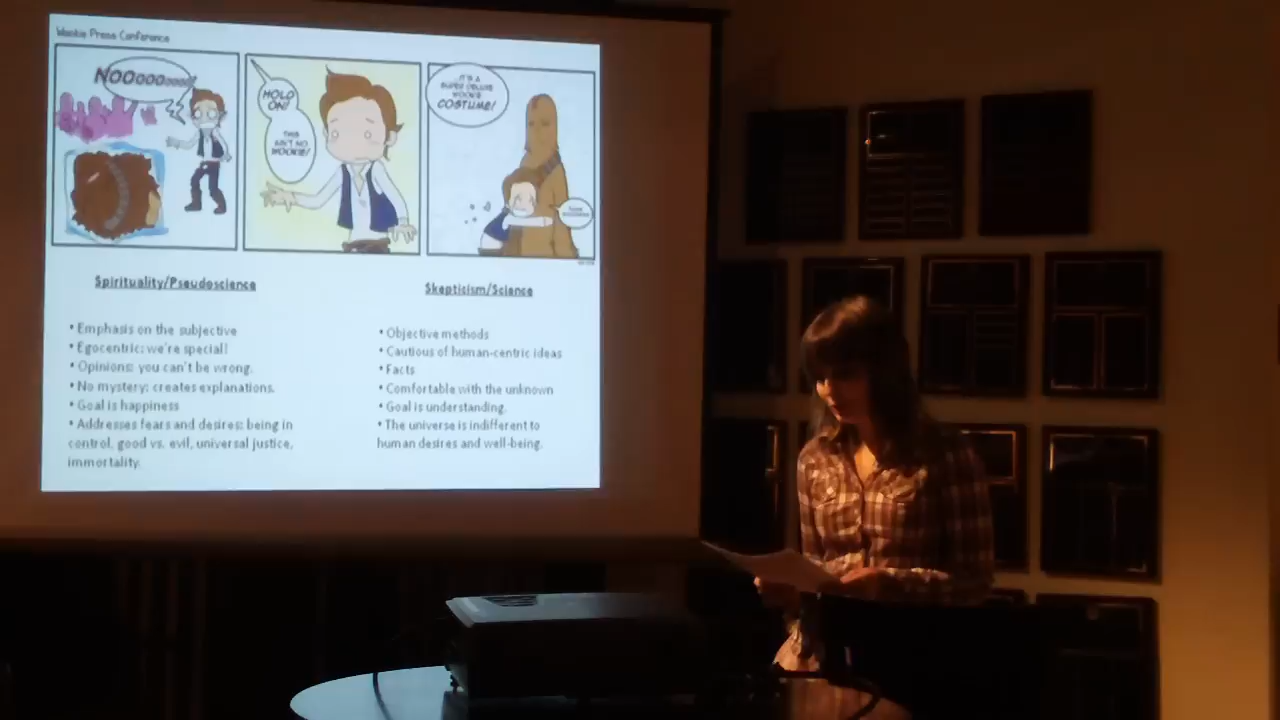 Wookie Press Conference
NOOooooooo!
HOLD
ON!
THIS
AIN'T NO
WOOKIE!
IT'S A
SUPER DELUXE
WOOKIE
COSTUME!
Spirituality/Pseudoscience
• Emphasis on the subjective
• Egocentric: we're special!
• Opinions: you can't be wrong.
• No mystery: creates explanations.
• Goal is happiness
• Addresses fears and desires: being in
control, good vs. evil, universal justice,
immortality.
Skepticism/Science
• Objective methods
• Cautious of human-centric ideas
• Facts
• Comfortable with the unknown
• Goal is understanding.
• The universe is indifferent to
human desires and well-being.